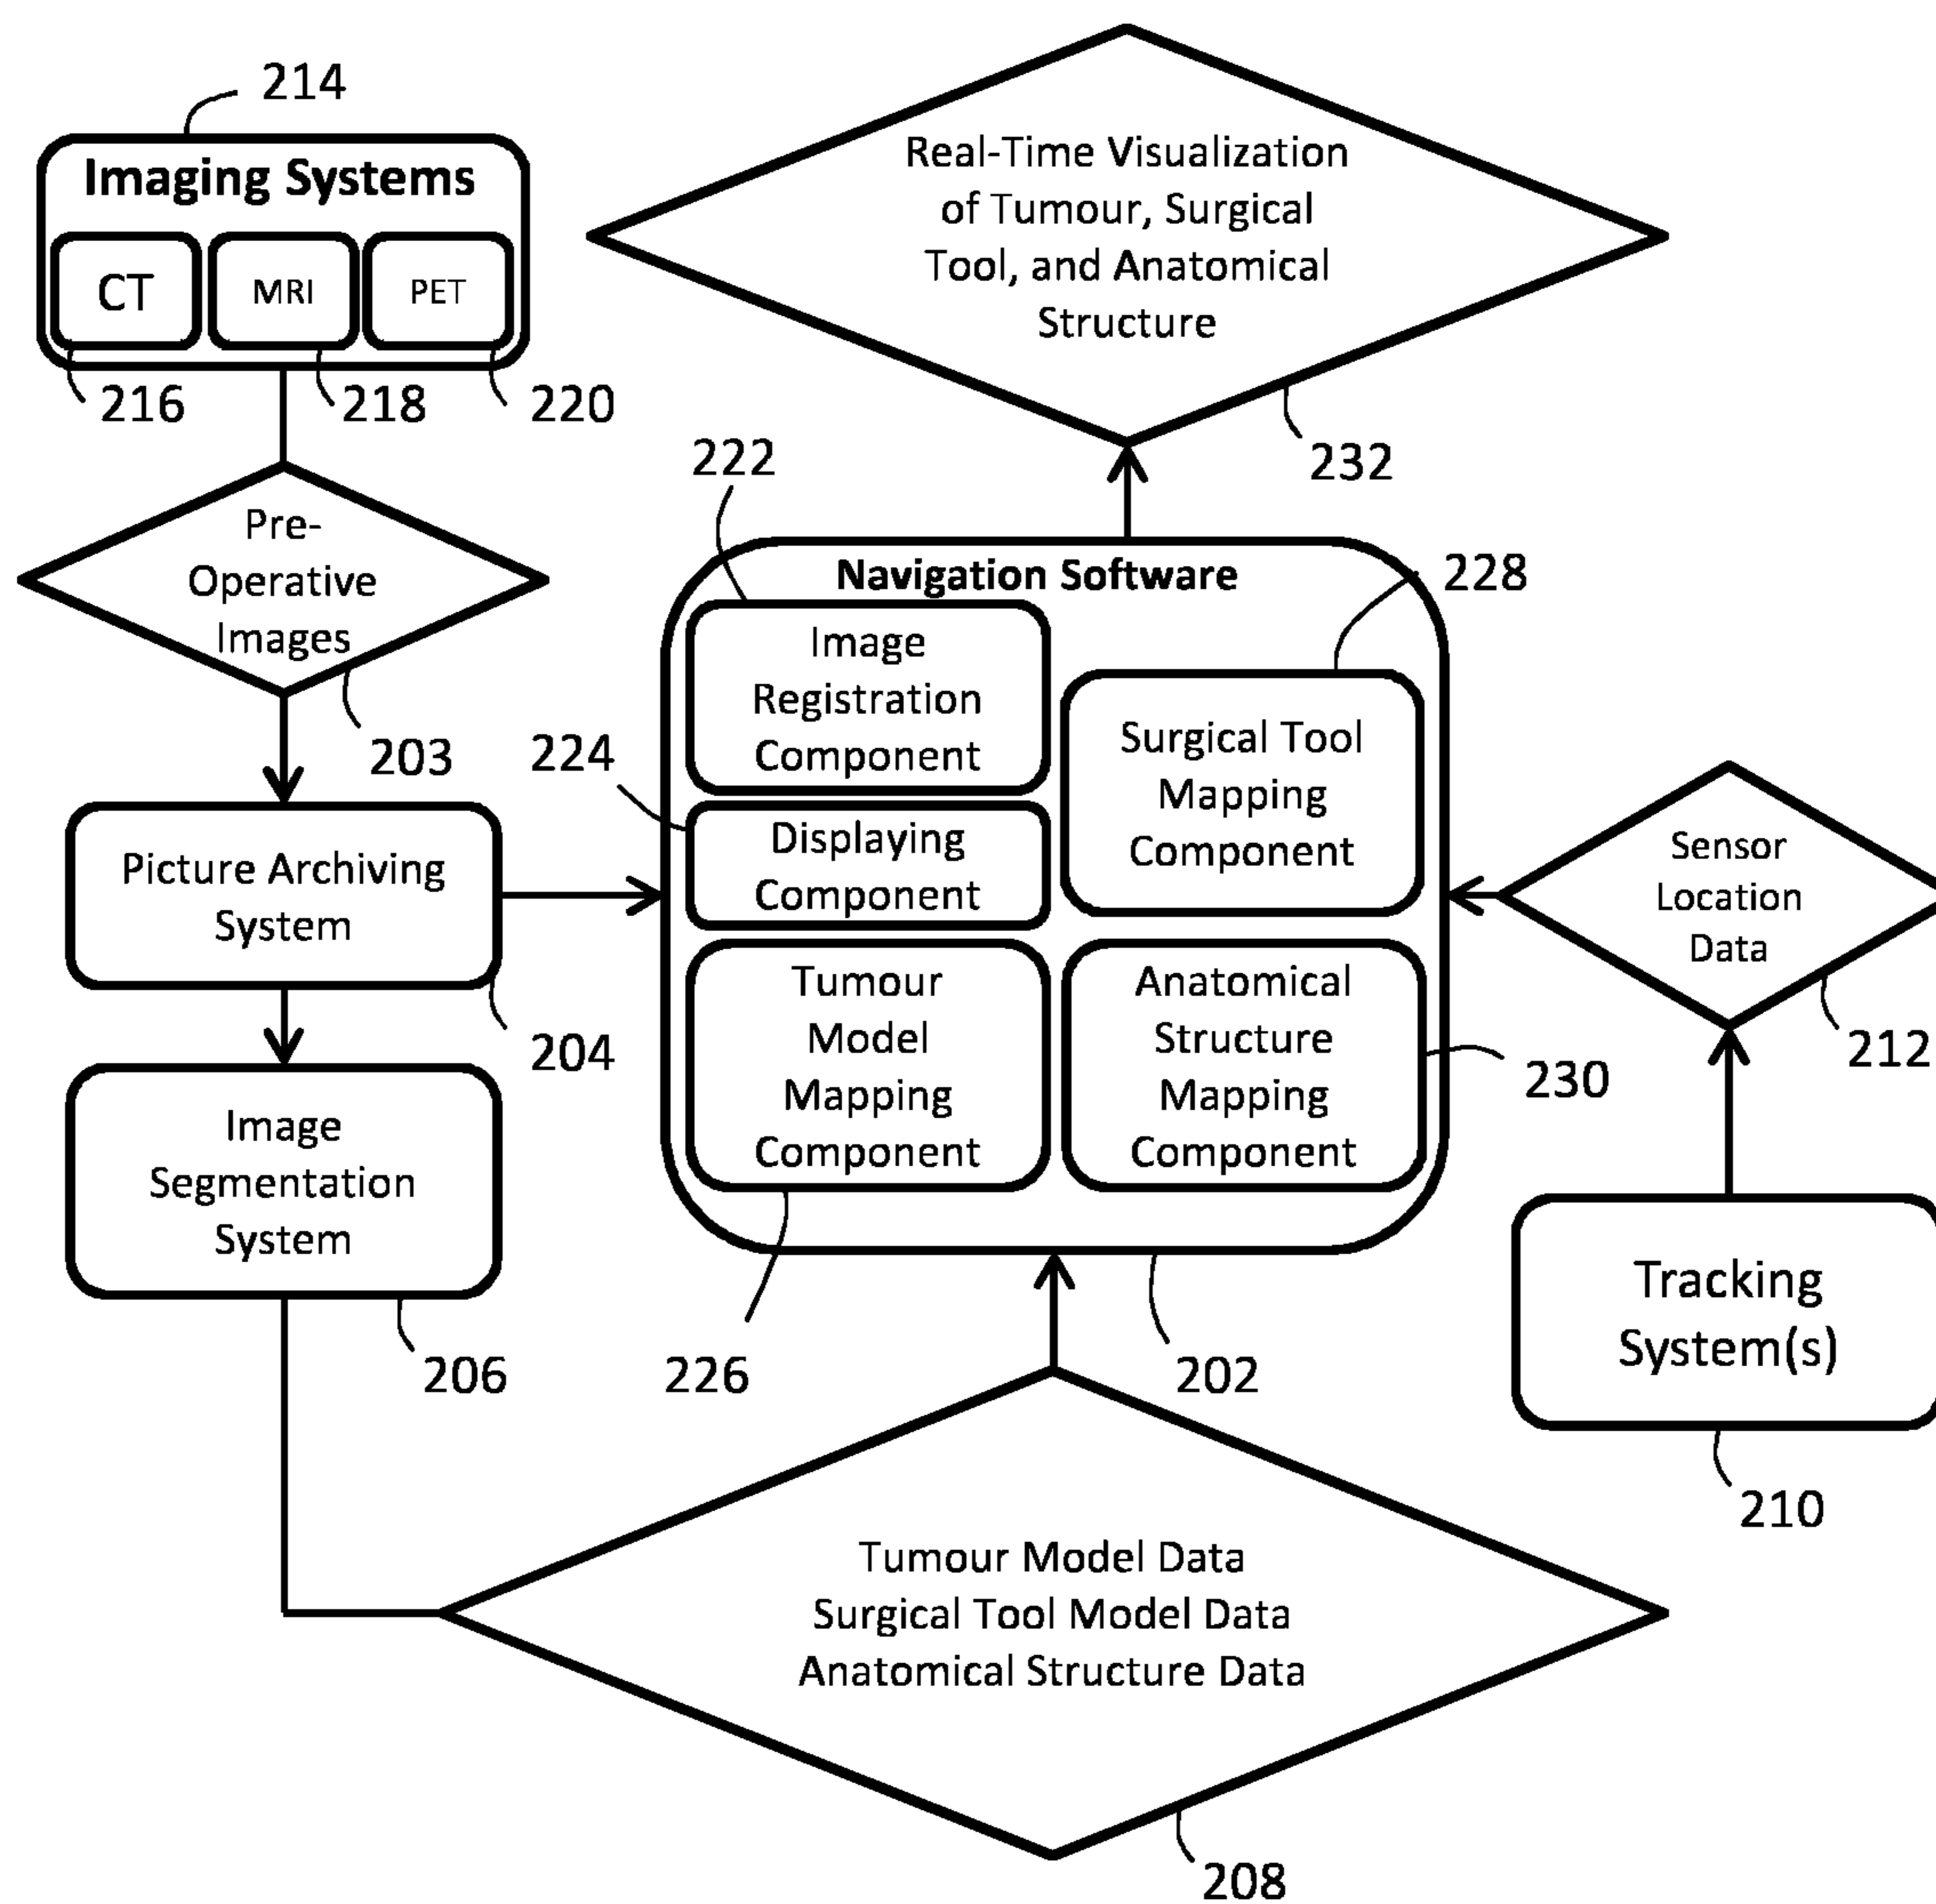 214
Imaging Systems
CT
MRI
PET
216
218
220
Real-Time Visualization
of Tumour, Surgical
Tool, and Anatomical
Structure
232
Pre-
Operative
Images
203
222
Navigation Software
228
Image
Registration
Component
224
Displaying
Component
Surgical Tool
Mapping
Component
Tumour
Model
Mapping
Component
Anatomical
Structure
Mapping
Component
230
226
202
Picture Archiving
System
204
Image
Segmentation
System
206
Sensor
Location
Data
212
Tracking
System(s)
210
Tumour Model Data
Surgical Tool Model Data
Anatomical Structure Data
208